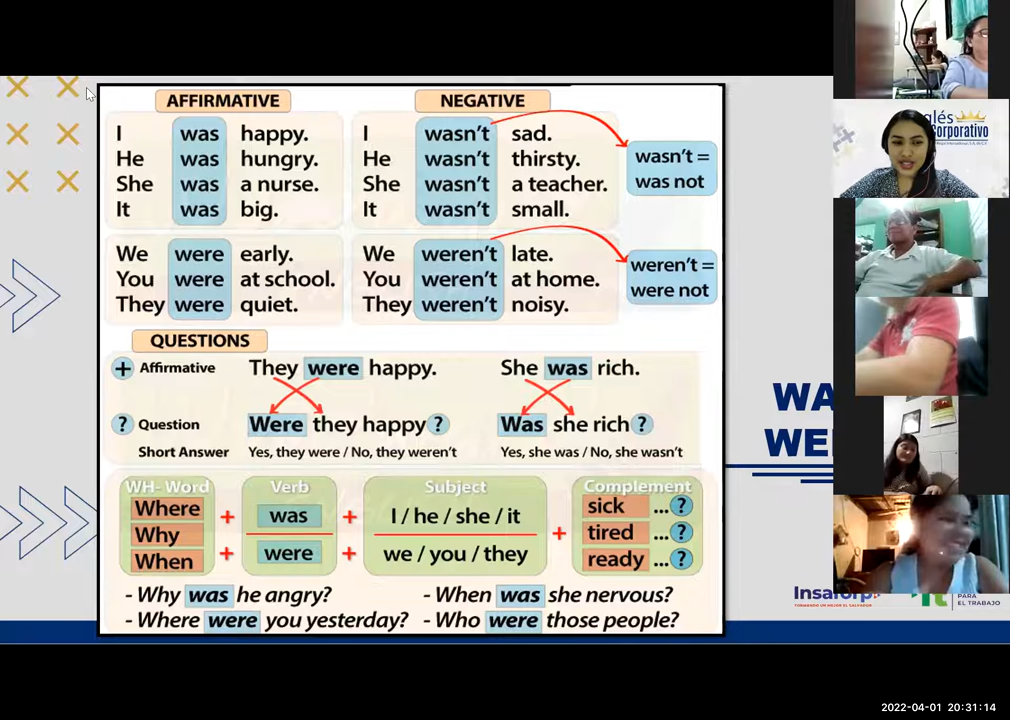 AFFIRMATIVE
I was happy.
He was hungry.
She was a nurse.
It was big.
We were early.
You were at school.
They were quiet.
NEGATIVE
I wasn't sad.
He wasn't thirsty.
She wasn't a teacher.
It wasn't small.
wasn't =
was not
We weren't late.
You weren't at home.
They weren't noisy.
weren't =
were not
QUESTIONS
+ Affirmative They were happy. She was rich.
? Question Were they happy ? Was she rich ?
Short Answer Yes, they were / No, they weren't Yes, she was / No, she wasn't
WH- Word Verb Subject Complement
Where + was + I / he / she / it sick ...?
Why + tired ...?
When + were + we / you / they ready ...?
- Why was he angry? - When was she nervous?
- Where were you yesterday? - Who were those people?
WA
WE
glés
orporativo
Insaforp
PARA
EL TRABAJO
2022-04-01 20:31:14